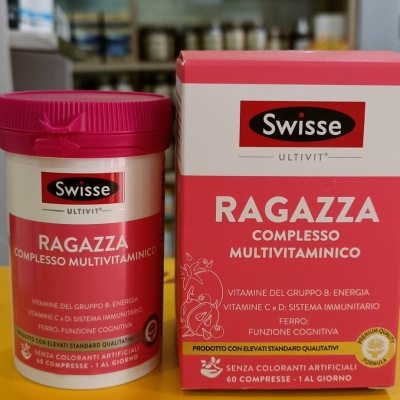 Swisse
ULTIVIT®
RAGAZZA
COMPLESSO MULTIVITAMINICO
VITAMINE DEL GRUPPO B: ENERGIA
VITAMINE C e D: SISTEMA IMMUNITARIO
FERRO: FUNZIONE COGNITIVA
PRODOTTO CON ELEVATI STANDARD QUALITATIVI
SENZA COLORANTI ARTIFICIALI
60 COMPRESSE - 1 AL GIORNO
Swisse
ULTIVIT®
RAGAZZA
COMPLESSO
MULTIVITAMINICO
VITAMINE DEL GRUPPO B: ENERGIA
VITAMINE C e D: SISTEMA IMMUNITARIO
FERRO:
FUNZIONE COGNITIVA
PRODOTTO CON ELEVATI STANDARD QUALITATIVI
PREMIUM QUALITY
FORMULA
SENZA COLORANTI ARTIFICIALI
60 COMPRESSE - 1 AL GIORNO